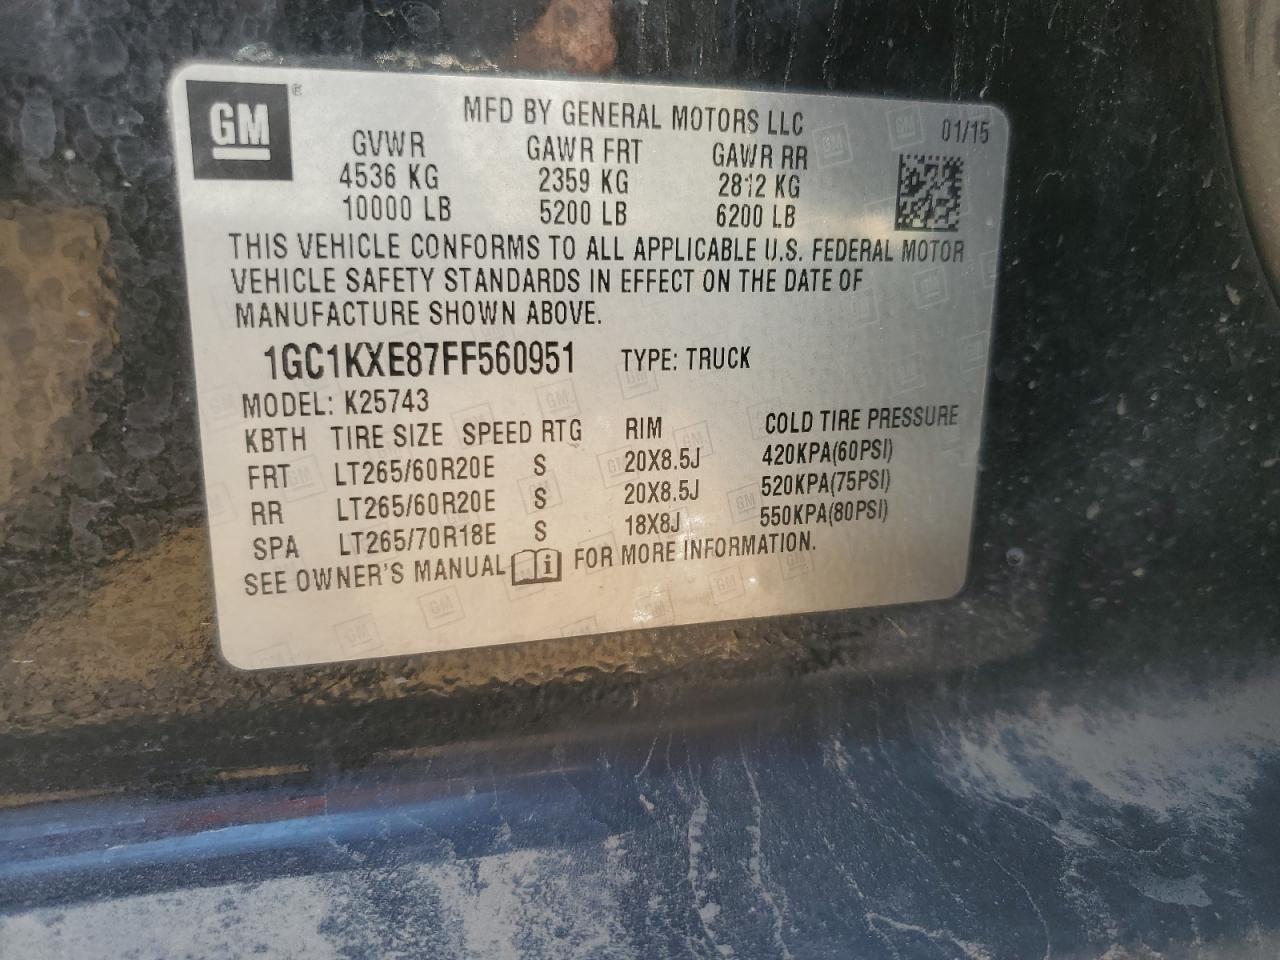 GM ®
MFD BY GENERAL MOTORS LLC
01/15
GVWR GAWR FRT GAWR RR
4536 KG 2359 KG 2812 KG
10000 LB 5200 LB 6200 LB
THIS VEHICLE CONFORMS TO ALL APPLICABLE U.S. FEDERAL MOTOR
VEHICLE SAFETY STANDARDS IN EFFECT ON THE DATE OF
MANUFACTURE SHOWN ABOVE.
1GC1KXE87FF560951 TYPE: TRUCK
MODEL: K25743
KBTH TIRE SIZE SPEED RTG RIM COLD TIRE PRESSURE
FRT LT265/60R20E S 20X8.5J 420KPA(60PSI)
RR LT265/60R20E S 20X8.5J 520KPA(75PSI)
SPA LT265/70R18E S 18X8J 550KPA(80PSI)
SEE OWNER'S MANUAL i FOR MORE INFORMATION.